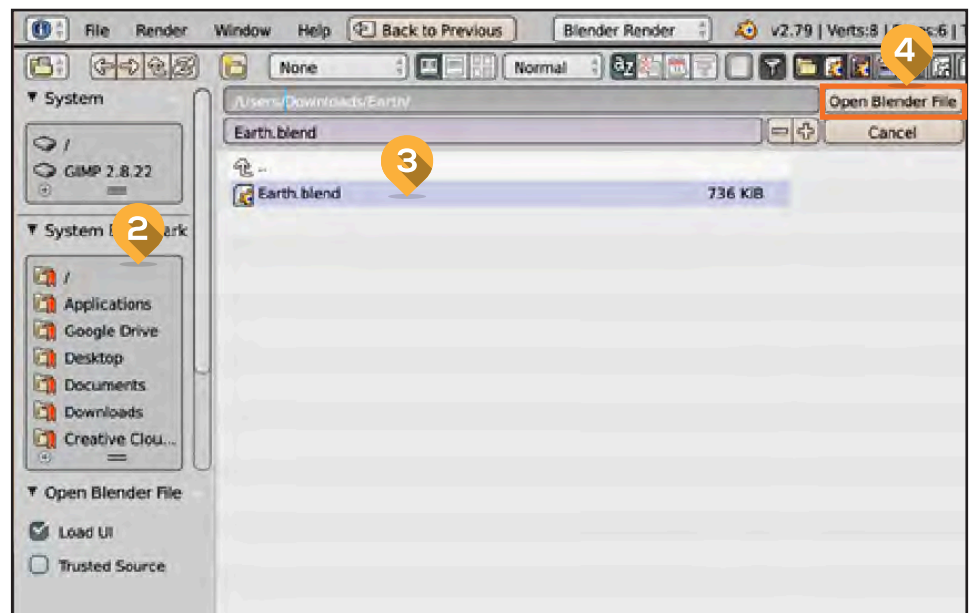 File Render Window Help Back to Previous Blender Render v2.79 | Verts:8 | :6 |
4
None Normal
System
/Users/Downloads/Earth/
Open Blender File
Earth.blend
Cancel
/
GIMP 2.8.22
3
..
Earth.blend 736 KiB
System
2
/
Applications
Google Drive
Desktop
Documents
Downloads
Creative Clou...
Open Blender File
Load UI
Trusted Source